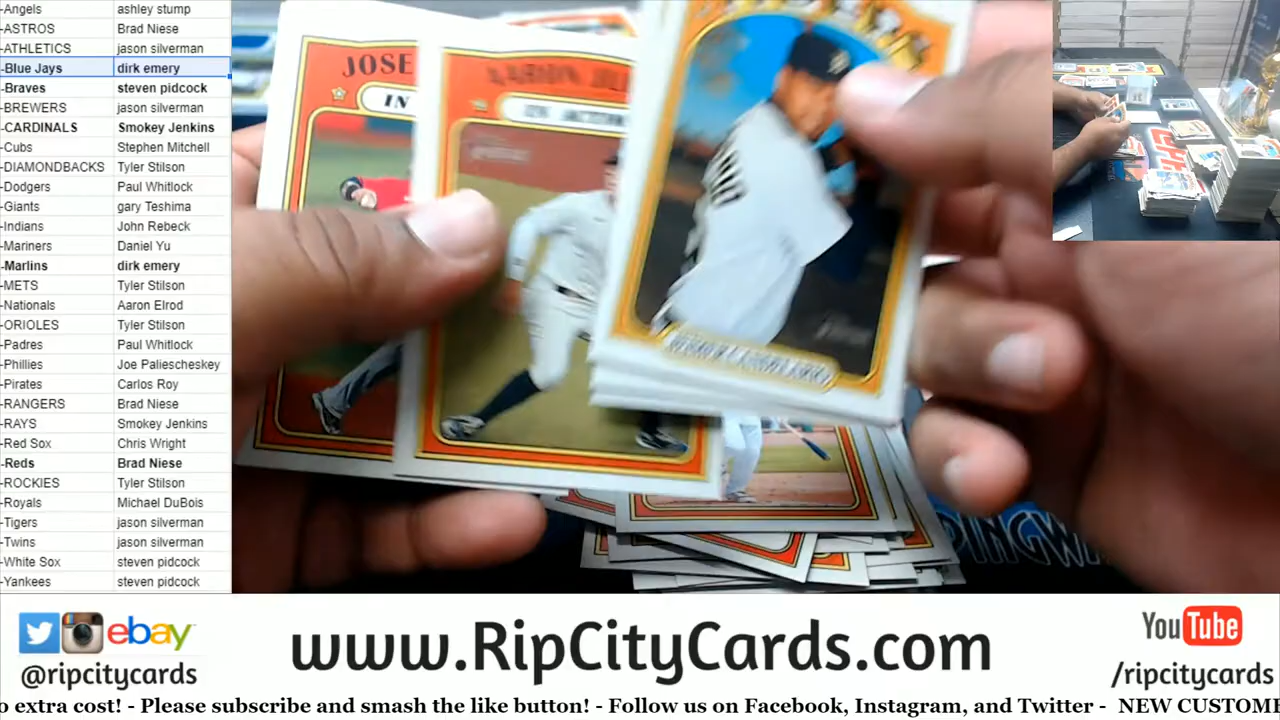 -Angels ashley stump
-ASTROS Brad Niese
-ATHLETICS jason silverman
-Blue Jays dirk emery
-Braves steven pidcock
-BREWERS jason silverman
-CARDINALS Smokey Jenkins
-Cubs Stephen Mitchell
-DIAMONDBACKS Tyler Stilson
-Dodgers Paul Whitlock
-Giants gary Teshima
-Indians John Rebeck
-Mariners Daniel Yu
-Marlins dirk emery
-METS Tyler Stilson
-Nationals Aaron Elrod
-ORIOLES Tyler Stilson
-Padres Paul Whitlock
-Phillies Joe Paliescheskey
-Pirates Carlos Roy
-RANGERS Brad Niese
-RAYS Smokey Jenkins
-Red Sox Chris Wright
-Reds Brad Niese
-ROCKIES Tyler Stilson
-Royals Michael DuBois
-Tigers jason silverman
-Twins jason silverman
-White Sox steven pidcock
-Yankees steven pidcock
JOSE
IN
AARON
IN ACTION
ebay
@ripcitycards
www.RipCityCards.com
YouTube
/ripcitycards
o extra cost! - Please subscribe and smash the like button! - Follow us on Facebook, Instagram, and Twitter - NEW CUSTOME